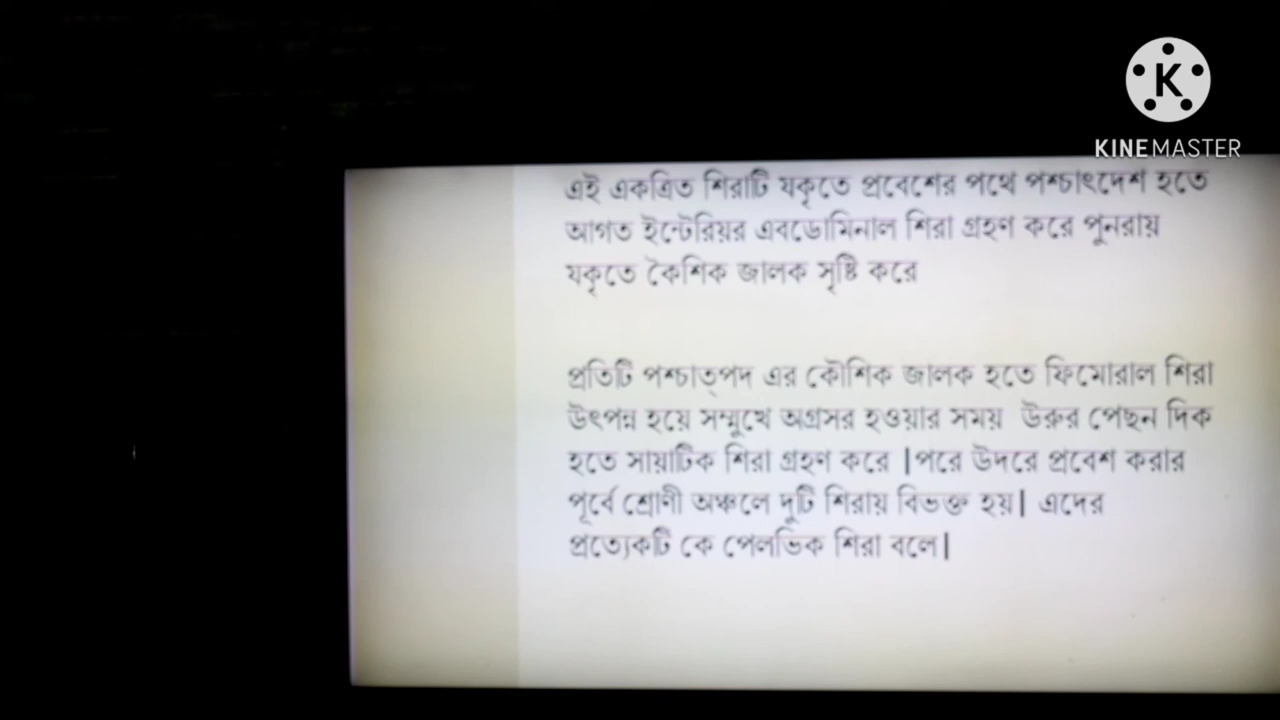 KINEMASTER
এই একত্রিত শিরাটি যকৃতে প্রবেশের পথে পশ্চাৎদেশ হতে
আগত ইন্টেরিয়র এবডোমিনাল শিরা গ্রহণ করে পুনরায়
যকৃতে কৈশিক জালক সৃষ্টি করে
প্রতিটি পশ্চাত্পদ এর কৌশিক জালক হতে ফিমোরাল শিরা
উৎপন্ন হয়ে সম্মুখে অগ্রসর হওয়ার সময় উরুর পেছন দিক
হতে সায়াটিক শিরা গ্রহণ করে |পরে উদরে প্রবেশ করার
পূর্বে শ্রোণী অঞ্চলে দুটি শিরায় বিভক্ত হয়| এদের
প্রত্যেকটি কে পেলভিক শিরা বলে|